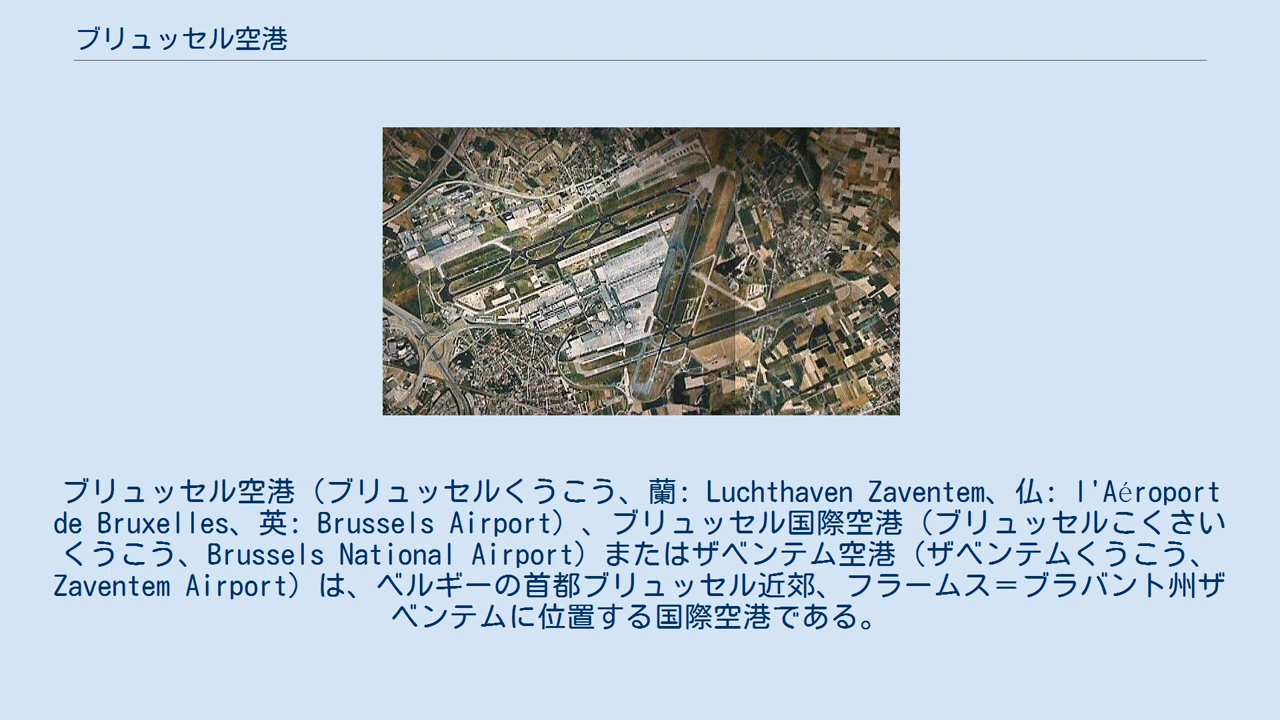 ブリュッセル空港
ブリュッセル空港（ブリュッセルくうこう、蘭: Luchthaven Zaventem、仏: l'Aéroport
de Bruxelles、英: Brussels Airport）、ブリュッセル国際空港（ブリュッセルこくさい
くうこう、Brussels National Airport）またはザベンテム空港（ザベンテムくうこう、
Zaventem Airport）は、ベルギーの首都ブリュッセル近郊、フラームス＝ブラバント州ザ
ベンテムに位置する国際空港である。